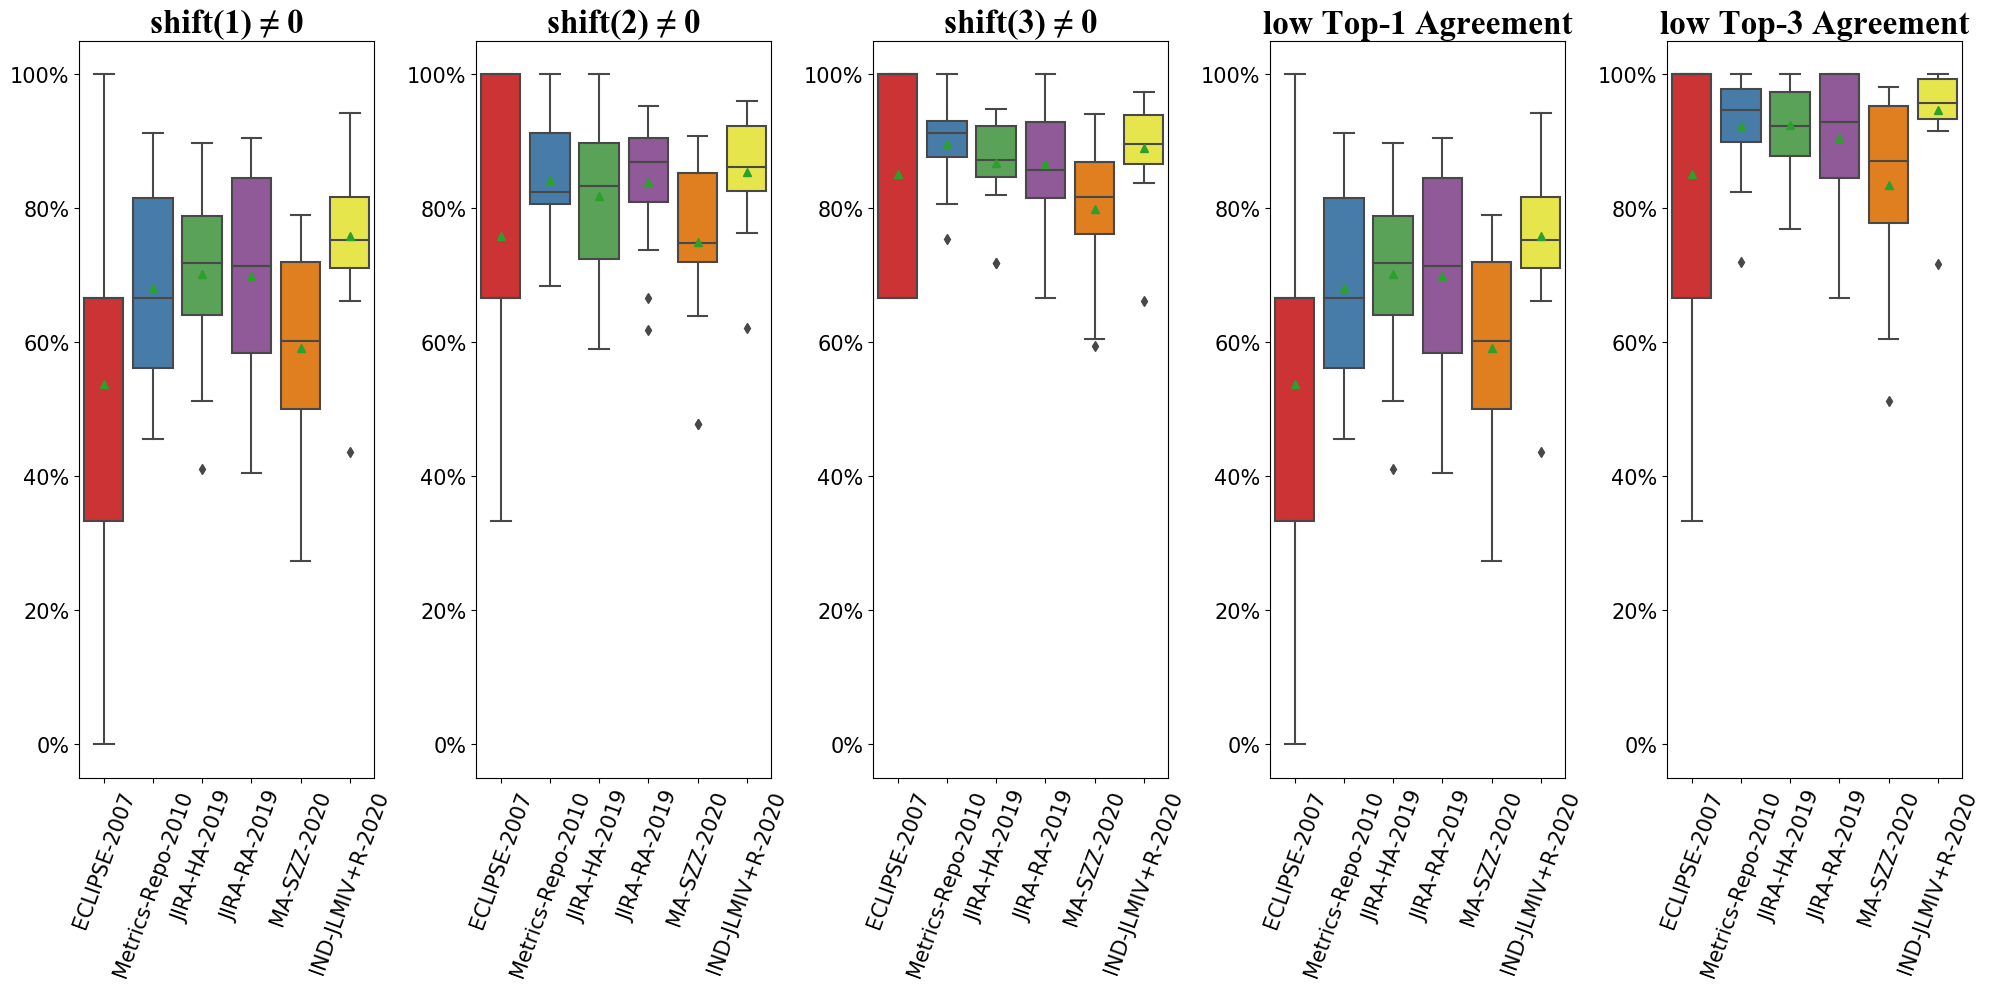 shift(1) ≠ 0
100%
80%
60%
40%
20%
0%
ECLIPSE-2007
Metrics-Repo-2010
JIRA-HA-2019
JIRA-RA-2019
MA-SZZ-2020
IND-JLMIV+R-2020
shift(2) ≠ 0
100%
80%
60%
40%
20%
0%
ECLIPSE-2007
Metrics-Repo-2010
JIRA-HA-2019
JIRA-RA-2019
MA-SZZ-2020
IND-JLMIV+R-2020
shift(3) ≠ 0
100%
80%
60%
40%
20%
0%
ECLIPSE-2007
Metrics-Repo-2010
JIRA-HA-2019
JIRA-RA-2019
MA-SZZ-2020
IND-JLMIV+R-2020
low Top-1 Agreement
100%
80%
60%
40%
20%
0%
ECLIPSE-2007
Metrics-Repo-2010
JIRA-HA-2019
JIRA-RA-2019
MA-SZZ-2020
IND-JLMIV+R-2020
low Top-3 Agreement
100%
80%
60%
40%
20%
0%
ECLIPSE-2007
Metrics-Repo-2010
JIRA-HA-2019
JIRA-RA-2019
MA-SZZ-2020
IND-JLMIV+R-2020